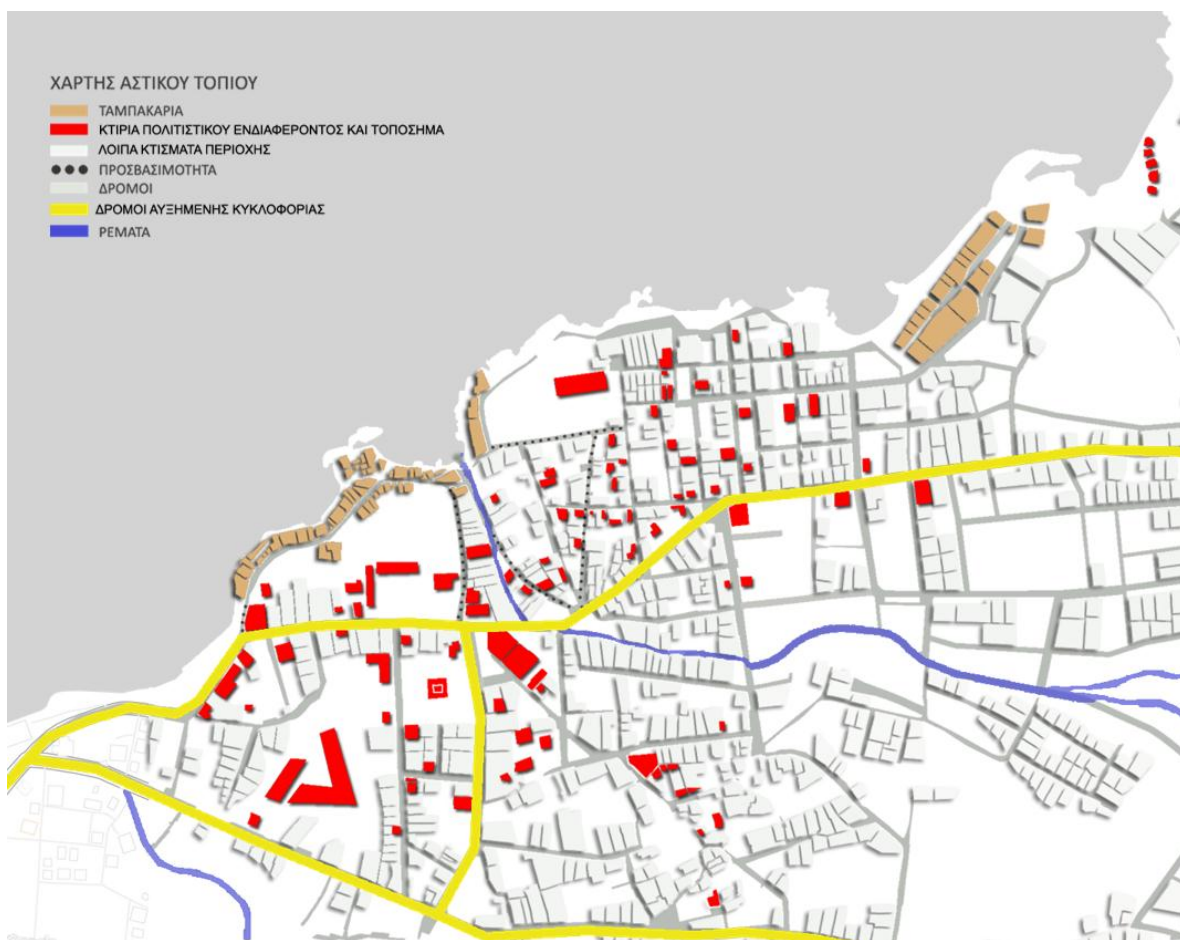 ΧΑΡΤΗΣ ΑΣΤΙΚΟΥ ΤΟΠΙΟΥ
ΤΑΜΠΑΚΑΡΙΑ
ΚΤΙΡΙΑ ΠΟΛΙΤΙΣΤΙΚΟΥ ΕΝΔΙΑΦΕΡΟΝΤΟΣ ΚΑΙ ΤΟΠΟΣΗΜΑ
ΛΟΙΠΑ ΚΤΙΣΜΑΤΑ ΠΕΡΙΟΧΗΣ
ΠΡΟΣΒΑΣΙΜΟΤΗΤΑ
ΔΡΟΜΟΙ
ΔΡΟΜΟΙ ΑΥΞΗΜΕΝΗΣ ΚΥΚΛΟΦΟΡΙΑΣ
ΡΕΜΑΤΑ